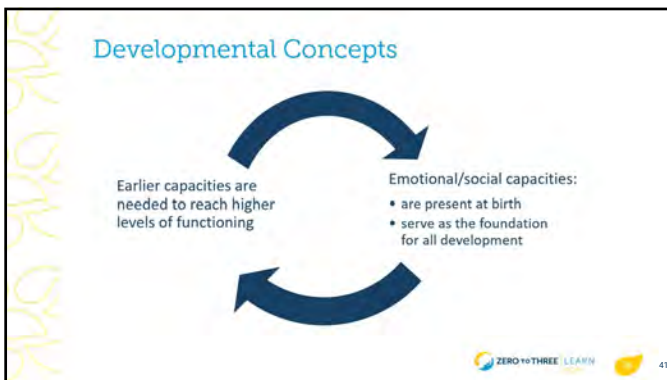 Developmental Concepts
Earlier capacities are
needed to reach higher
levels of functioning
Emotional/social capacities:
• are present at birth
• serve as the foundation
for all development
ZERO TO THREE LEARN
41